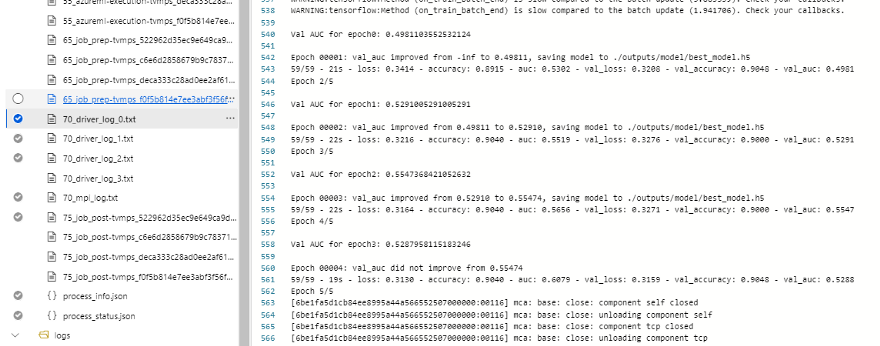 55_azureml-execution-tvmps_deca333c28a...
55_azureml-execution-tvmps_f0f5b814e7e...
65_job_prep-tvmps_522962d35ec9e649ca9...
65_job_prep-tvmps_c6e6d2858679b9c7837...
65_job_prep-tvmps_deca333c28ad0ee2af6...
65_job_prep-tvmps_f0f5b814e7ee3abf3f56f...
70_driver_log_0.txt
70_driver_log_1.txt
70_driver_log_2.txt
70_driver_log_3.txt
70_mpi_log.txt
75_job_post-tvmps_522962d35ec9e649ca9d...
75_job_post-tvmps_c6e6d2858679b9c78371...
75_job_post-tvmps_deca333c28ad0ee2af61...
75_job_post-tvmps_f0f5b814e7ee3abf3f56f...
process_info.json
process_status.json
logs
538 WARNING:tensorflow:Method (on_train_batch_end) is slow compared to the batch update (1.941706). Check your callbacks.
539
540 Val AUC for epoch0: 0.4981103552532124
541
542 Epoch 00001: val_auc improved from -inf to 0.49811, saving model to ./outputs/model/best_model.h5
543 59/59 - 21s - loss: 0.3414 - accuracy: 0.8915 - auc: 0.5302 - val_loss: 0.3208 - val_accuracy: 0.9048 - val_auc: 0.4981
544 Epoch 2/5
545
546 Val AUC for epoch1: 0.5291005291005291
547
548 Epoch 00002: val_auc improved from 0.49811 to 0.52910, saving model to ./outputs/model/best_model.h5
549 59/59 - 22s - loss: 0.3216 - accuracy: 0.9040 - auc: 0.5519 - val_loss: 0.3276 - val_accuracy: 0.9000 - val_auc: 0.5291
550 Epoch 3/5
551
552 Val AUC for epoch2: 0.5547368421052632
553
554 Epoch 00003: val_auc improved from 0.52910 to 0.55474, saving model to ./outputs/model/best_model.h5
555 59/59 - 22s - loss: 0.3164 - accuracy: 0.9040 - auc: 0.5656 - val_loss: 0.3271 - val_accuracy: 0.9000 - val_auc: 0.5547
556 Epoch 4/5
557
558 Val AUC for epoch3: 0.5287958115183246
559
560 Epoch 00004: val_auc did not improve from 0.55474
561 59/59 - 19s - loss: 0.3130 - accuracy: 0.9040 - auc: 0.6079 - val_loss: 0.3159 - val_accuracy: 0.9048 - val_auc: 0.5288
562 Epoch 5/5
563 [6be1fa5d1cb84ee8995a44a566552507000000:00116] mca: base: close: component self closed
564 [6be1fa5d1cb84ee8995a44a566552507000000:00116] mca: base: close: unloading component self
565 [6be1fa5d1cb84ee8995a44a566552507000000:00116] mca: base: close: component tcp closed
566 [6be1fa5d1cb84ee8995a44a566552507000000:00116] mca: base: close: unloading component tcp